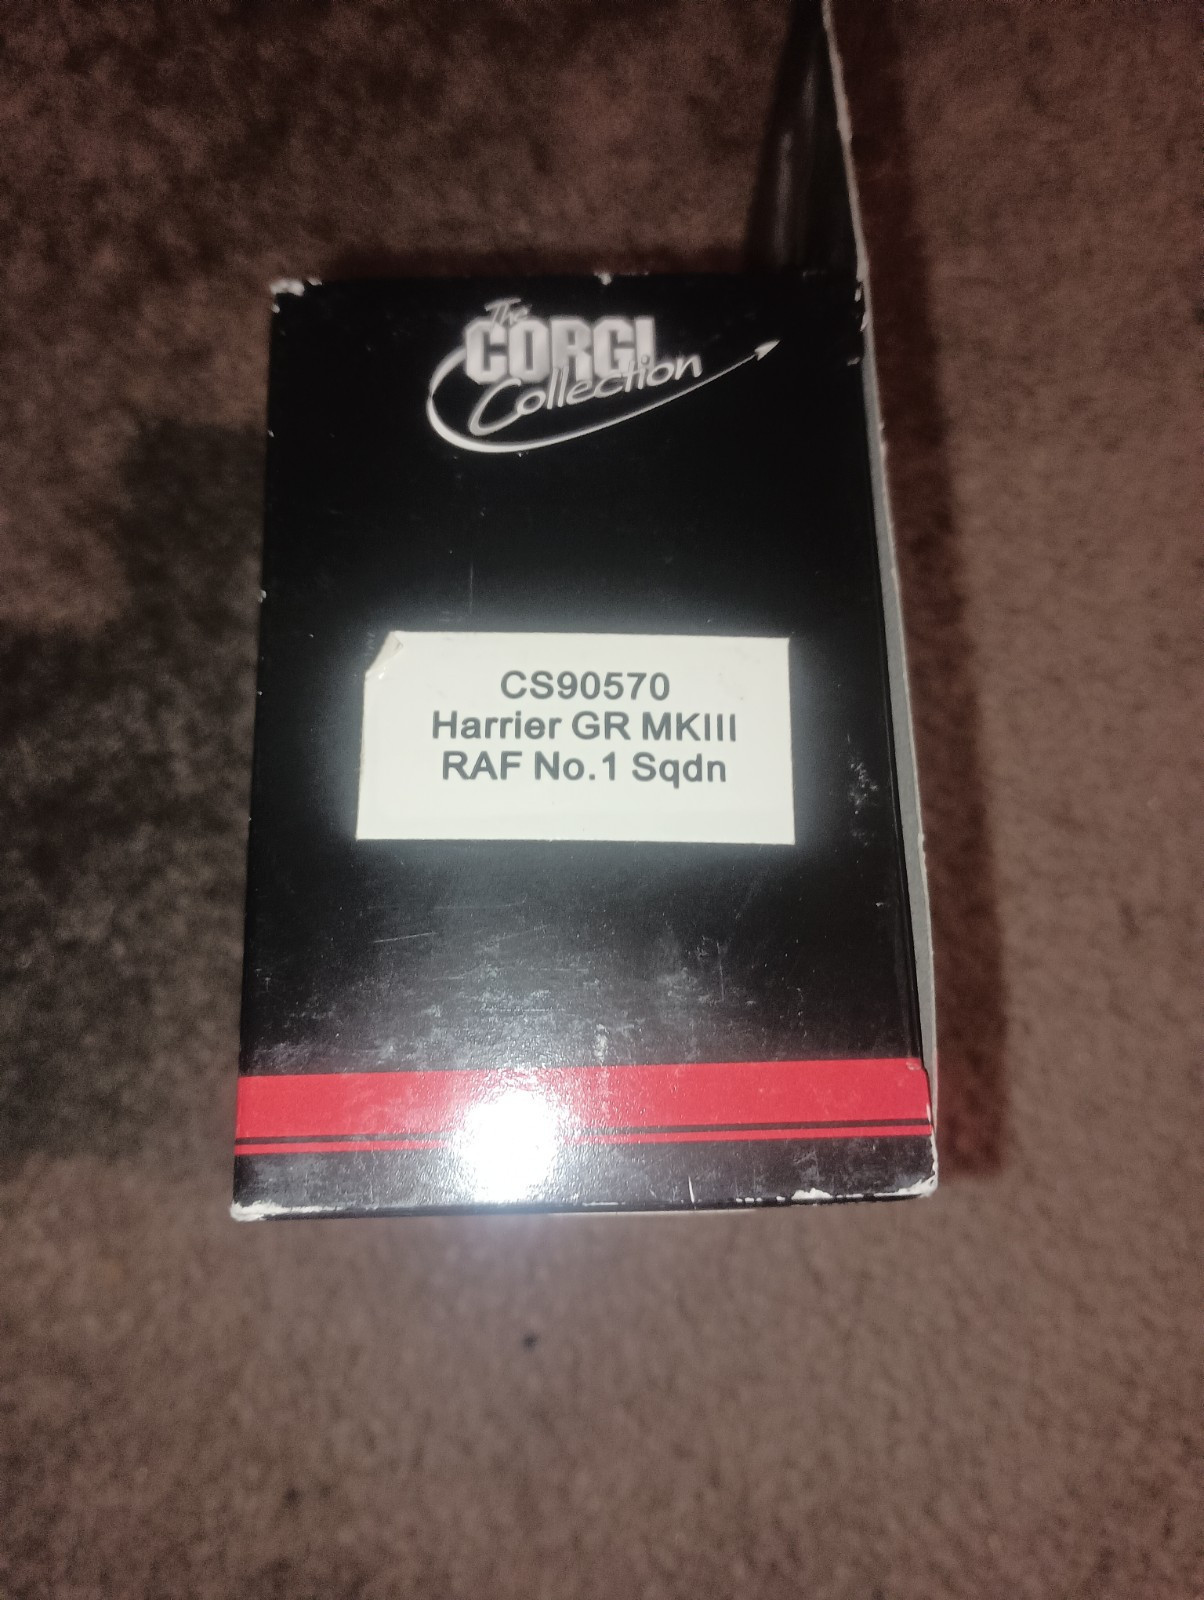 The
CORGI
Collection
CS90570
Harrier GR MKIII
RAF No.1 Sqdn